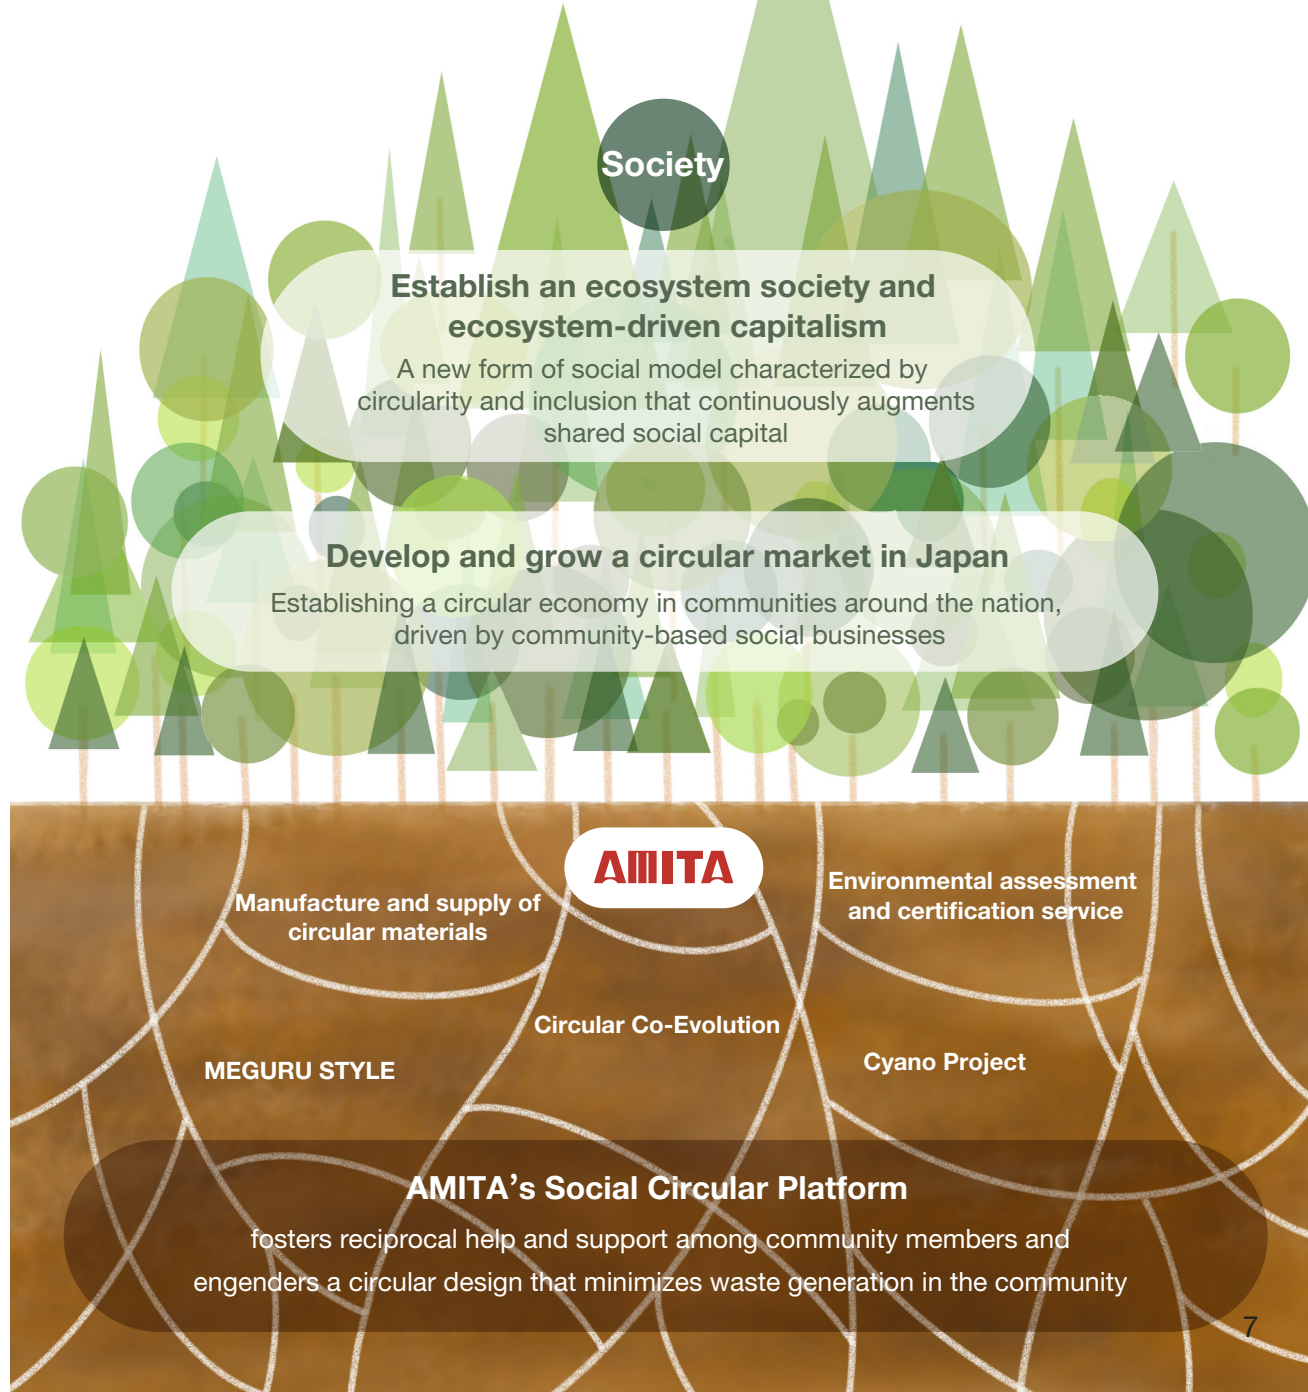 Society
Establish an ecosystem society and
ecosystem-driven capitalism
A new form of social model characterized by
circularity and inclusion that continuously augments
shared social capital
Develop and grow a circular market in Japan
Establishing a circular economy in communities around the nation,
driven by community-based social businesses
AMITA
Manufacture and supply of
circular materials
Environmental assessment
and certification service
Circular Co-Evolution
MEGURU STYLE
Cyano Project
AMITA’s Social Circular Platform
fosters reciprocal help and support among community members and
engenders a circular design that minimizes waste generation in the community
7